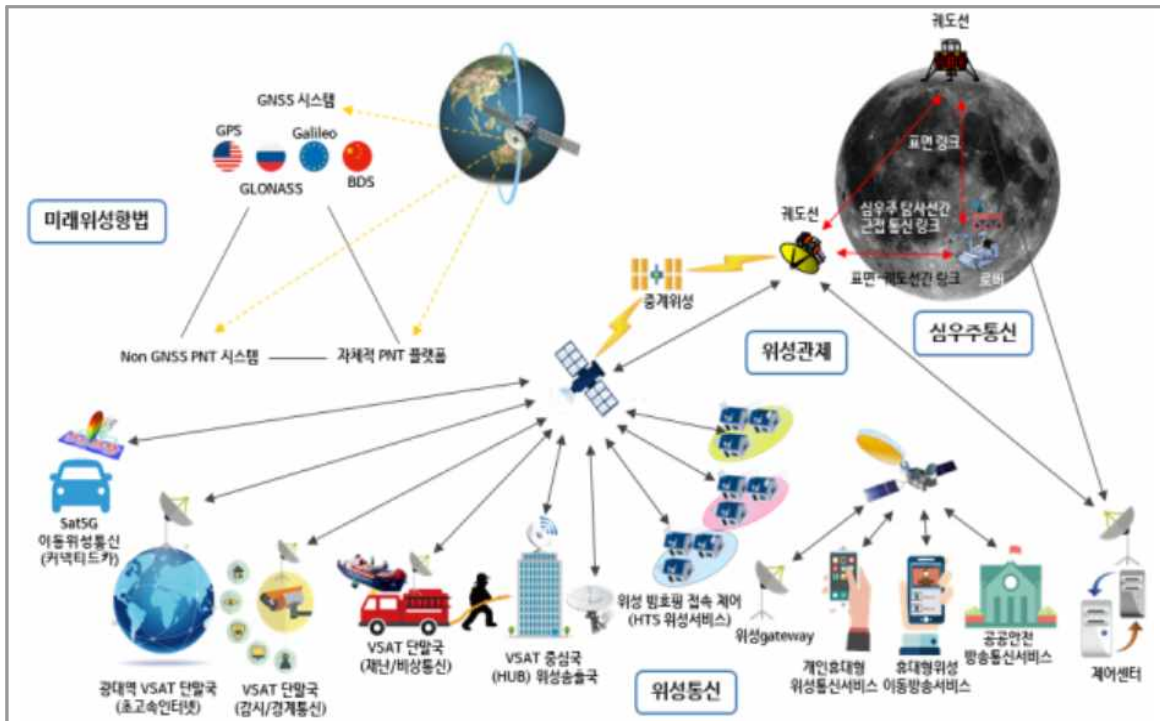 궤도선
GNSS 시스템
GPS
Galileo
GLONASS
BDS
표면 링크
미래위성항법
궤도선
심우주 탐사선간
근접 통신 링크
중계위성
표면-궤도선간 링크
로버
Non GNSS PNT 시스템
자체적 PNT 플랫폼
위성관제
심우주통신
Sat5G
이동위성통신
(커넥티드카)
광대역 VSAT 단말국
(초고속인터넷)
VSAT 단말국
(감시/경계통신)
VSAT 단말국
(재난/비상통신)
VSAT 중심국
(HUB) 위성송출국
위성 빔호핑 접속 제어
(HTS 위성서비스)
위성통신
위성gateway
개인휴대형
위성통신서비스
휴대형위성
이동방송서비스
공공안전
방송통신서비스
제어센터